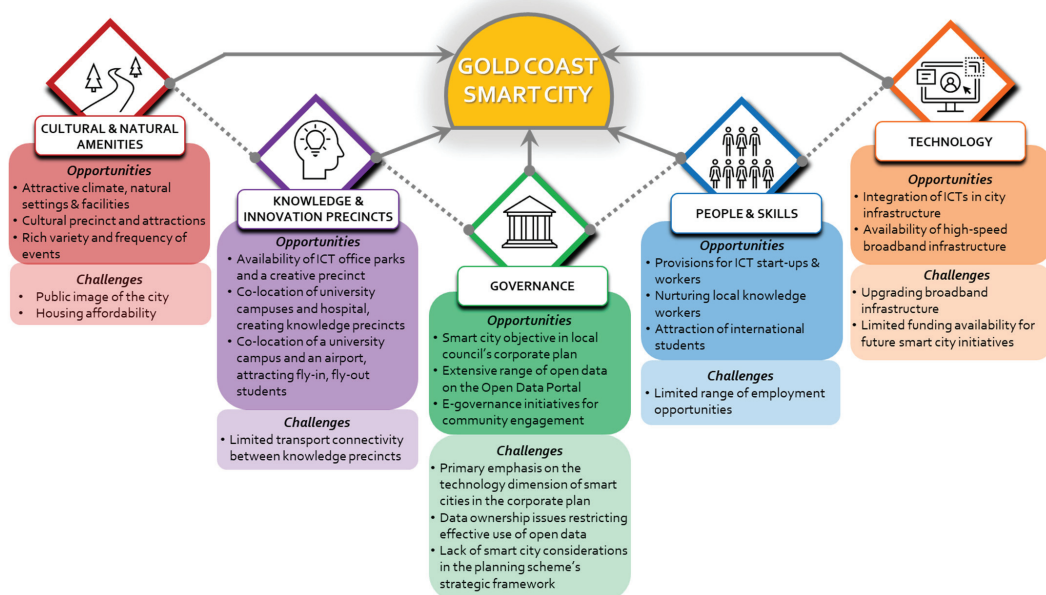 GOLD COAST
SMART CITY
CULTURAL & NATURAL
AMENITIES
Opportunities
• Attractive climate, natural
settings & facilities
• Cultural precinct and attractions
• Rich variety and frequency of
events
Challenges
• Public image of the city
• Housing affordability
KNOWLEDGE &
INNOVATION PRECINCTS
Opportunities
• Availability of ICT office parks
and a creative precinct
• Co-location of university
campuses and hospital,
creating knowledge precincts
• Co-location of a university
campus and an airport,
attracting fly-in, fly-out
students
Challenges
• Limited transport connectivity
between knowledge precincts
GOVERNANCE
Opportunities
• Smart city objective in local
council's corporate plan
• Extensive range of open data
on the Open Data Portal
• E-governance initiatives for
community engagement
Challenges
• Primary emphasis on the
technology dimension of smart
cities in the corporate plan
• Data ownership issues restricting
effective use of open data
• Lack of smart city considerations
in the planning scheme's
strategic framework
PEOPLE & SKILLS
Opportunities
• Provisions for ICT start-ups &
workers
• Nurturing local knowledge
workers
• Attraction of international
students
Challenges
• Limited range of employment
opportunities
TECHNOLOGY
Opportunities
• Integration of ICTs in city
infrastructure
• Availability of high-speed
broadband infrastructure
Challenges
• Upgrading broadband
infrastructure
• Limited funding availability for
future smart city initiatives